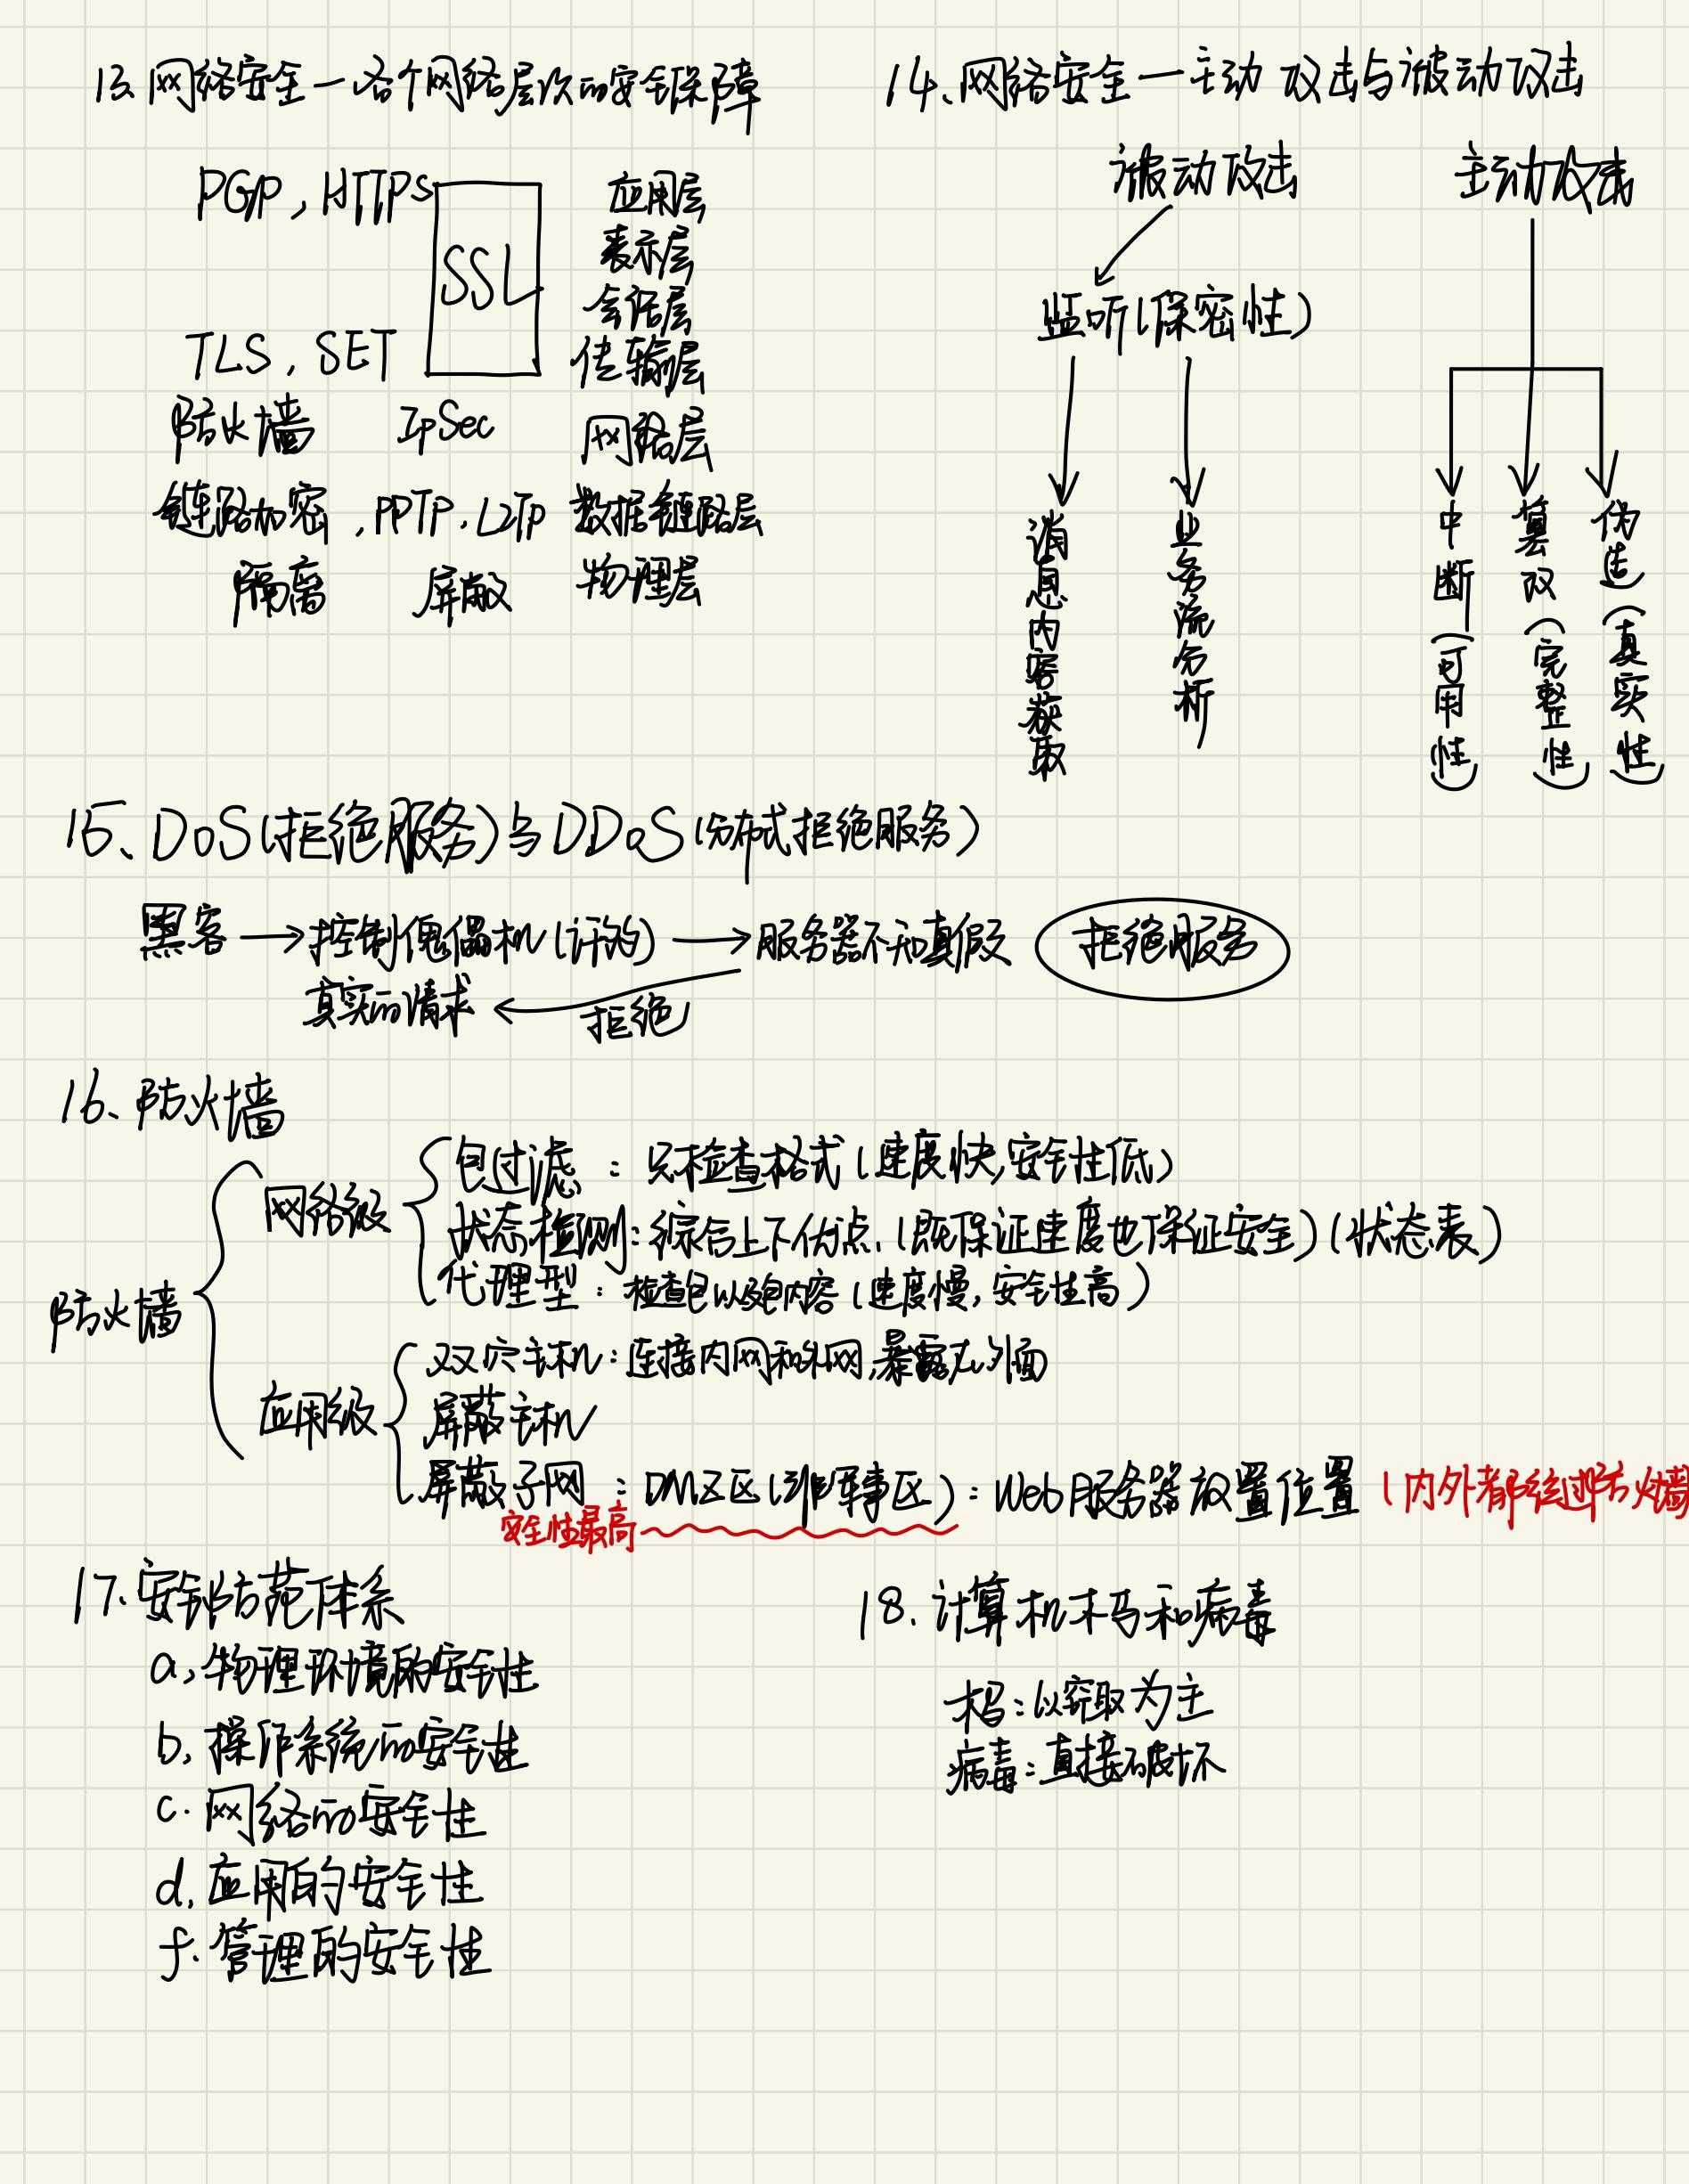 13、网络安全—各个网络层次的安全保障
PGP，HTTPS
SSL
应用层
表示层
会话层
TLS，SET
传输层
防火墙 IpSec 网络层
链路加密，PPTP，L2TP 数据链路层
隔离 屏蔽 物理层
14、网络安全—主动攻击与被动攻击
被动攻击
监听(保密性)
消息内容获取
业务流分析
主动攻击
中断(可用性)
篡改(完整性)
伪造(真实性)
15、DoS(拒绝服务)与DDoS(分布式拒绝服务)
黑客→控制傀儡机(许多)→服务器不知真假 拒绝服务
真实的请求←拒绝
16、防火墙
防火墙
网络级
包过滤：只检查格式(速度快,安全性低)
状态检测：综合上下优点.(既保证速度也保证安全)(状态表)
代理型：检查包以及包内容(速度慢,安全性高)
应用级
双穴主机：连接内网和外网,暴露在外面
屏蔽主机
屏蔽子网：DMZ区(非军事区)：Web服务器放置位置(内外都经过防火墙
安全性最高
17.安全防范体系
a,物理环境的安全性
b,操作系统的安全性
c.网络的安全性
d,应用的安全性
f.管理的安全性
18.计算机木马和病毒
木马：以窃取为主
病毒：直接破坏